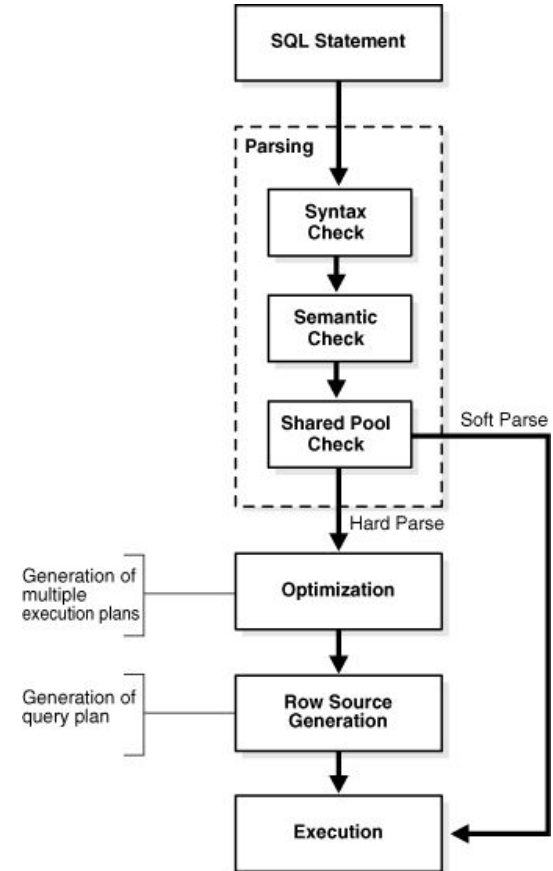 SQL Statement
Parsing
Syntax
Check
Semantic
Check
Shared Pool
Check
Soft Parse
Hard Parse
Generation of
multiple
execution plans
Optimization
Generation of
query plan
Row Source
Generation
Execution